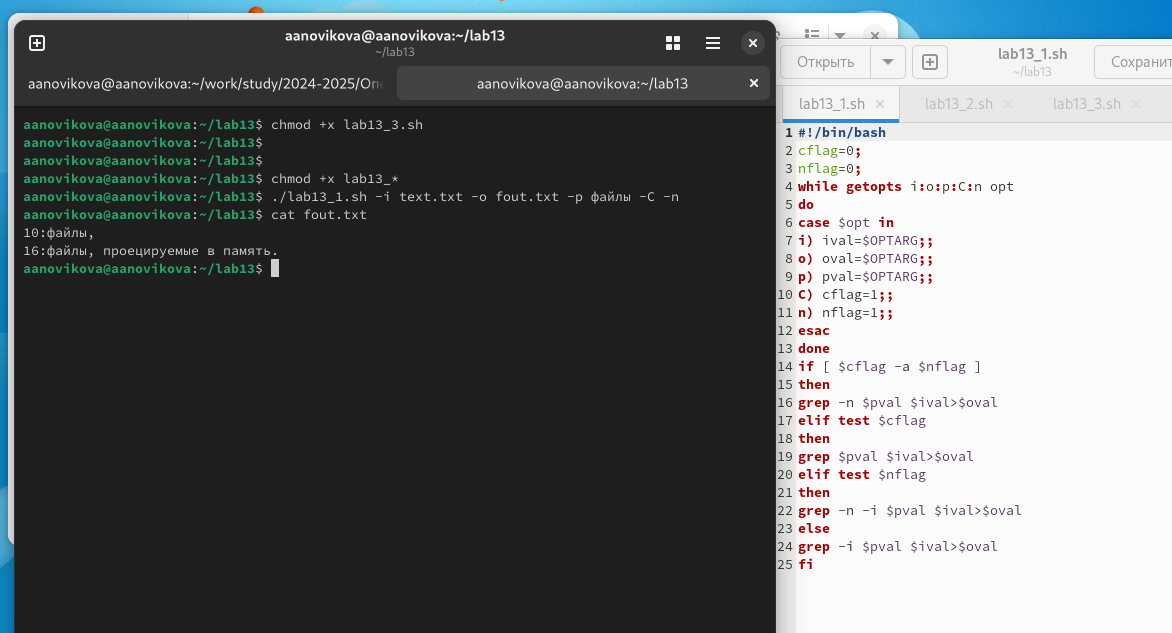 aanovikova@aanovikova:~/lab13
~/lab13
aanovikova@aanovikova:~/work/study/2024-2025/Оп
aanovikova@aanovikova:~/lab13
aanovikova@aanovikova:~/lab13$ chmod +x lab13_3.sh
aanovikova@aanovikova:~/lab13$
aanovikova@aanovikova:~/lab13$
aanovikova@aanovikova:~/lab13$ chmod +x lab13_*
aanovikova@aanovikova:~/lab13$ ./lab13_1.sh -i text.txt -o fout.txt -p файлы -C -n
aanovikova@aanovikova:~/lab13$ cat fout.txt
10:файлы,
16:файлы, проецируемые в память.
aanovikova@aanovikova:~/lab13$
Открыть
lab13_1.sh
~/lab13
Сохранит
lab13_1.sh
lab13_2.sh
lab13_3.sh
1 #!/bin/bash
2 cflag=0;
3 nflag=0;
4 while getopts i:o:p:C:n opt
5 do
6 case $opt in
7 i) ival=$OPTARG;;
8 o) oval=$OPTARG;;
9 p) pval=$OPTARG;;
10 C) cflag=1;;
11 n) nflag=1;;
12 esac
13 done
14 if [ $cflag -a $nflag ]
15 then
16 grep -n $pval $ival>$oval
17 elif test $cflag
18 then
19 grep $pval $ival>$oval
20 elif test $nflag
21 then
22 grep -n -i $pval $ival>$oval
23 else
24 grep -i $pval $ival>$oval
25 fi